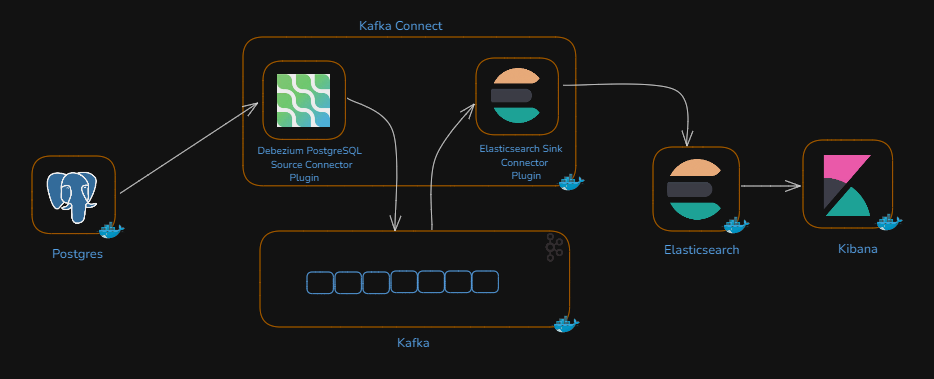 Kafka Connect
Debezium PostgreSQL
Source Connector
Plugin
Elasticsearch Sink
Connector
Plugin
Postgres
Elasticsearch
Kibana
Kafka